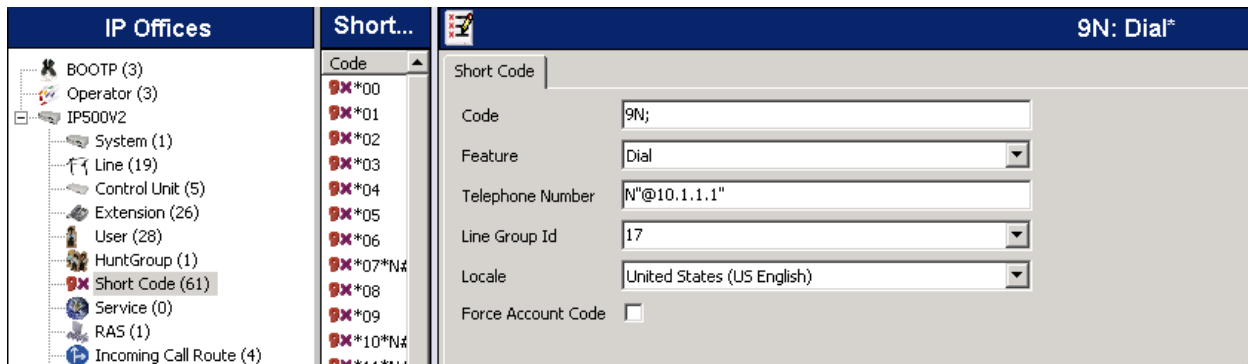 IP Offices
BOOTP (3)
Operator (3)
IP500V2
System (1)
Line (19)
Control Unit (5)
Extension (26)
User (28)
HuntGroup (1)
Short Code (61)
Service (0)
RAS (1)
Incoming Call Route (4)
Short...
Code
*00
*01
*02
*03
*04
*05
*06
*07*N#
*08
*09
*10*N#
9N: Dial*
Short Code
Code
9N;
Feature
Dial
Telephone Number
N"@10.1.1.1"
Line Group Id
17
Locale
United States (US English)
Force Account Code